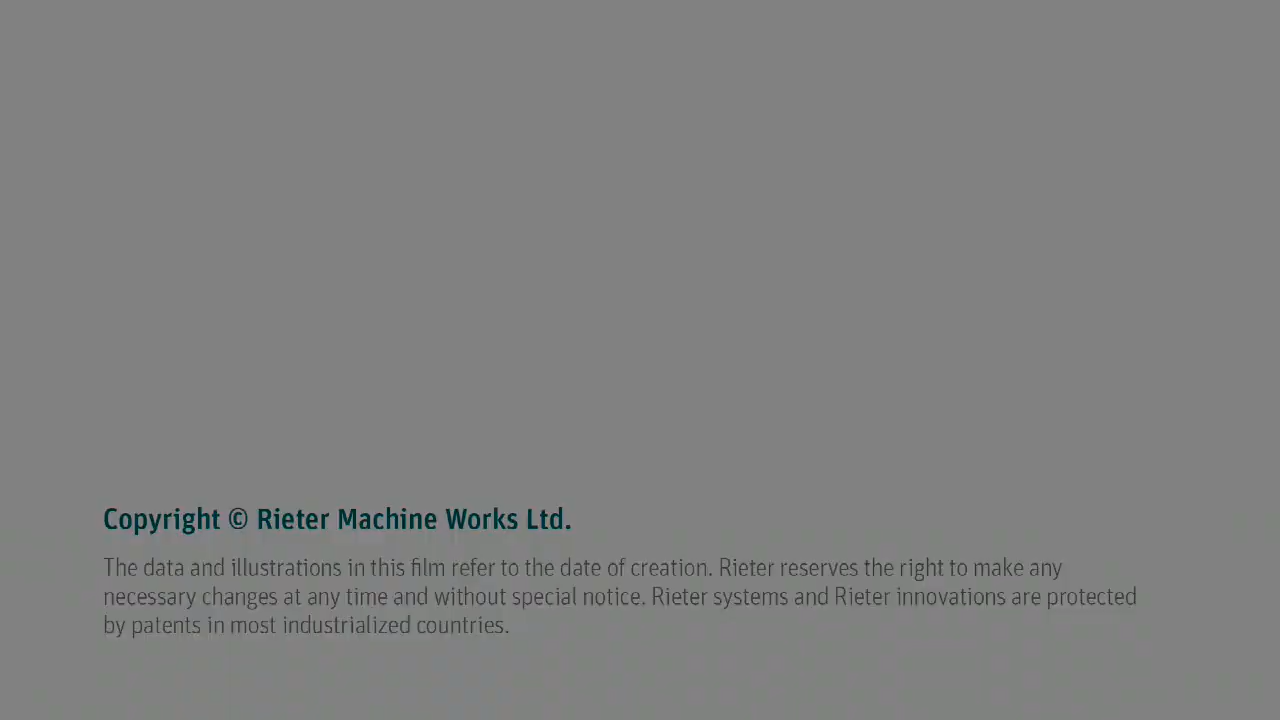 Copyright © Rieter Machine Works Ltd.
The data and illustrations in this film refer to the date of creation. Rieter reserves the right to make any
necessary changes at any time and without special notice. Rieter systems and Rieter innovations are protected
by patents in most industrialized countries.